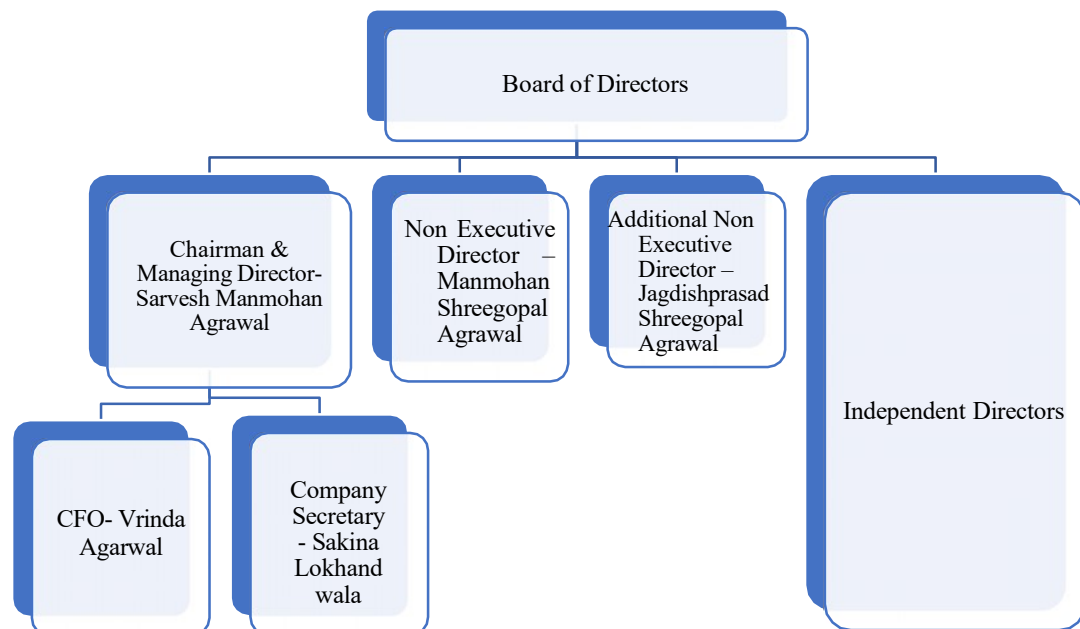 Board of Directors
Chairman &
Managing Director-
Sarvesh Manmohan
Agrawal
Non Executive
Director –
Manmohan
Shreegopal
Agrawal
Additional Non
Executive
Director –
Jagdishprasad
Shreegopal
Agrawal
Independent Directors
CFO- Vrinda
Agarwal
Company
Secretary
- Sakina
Lokhand
wala